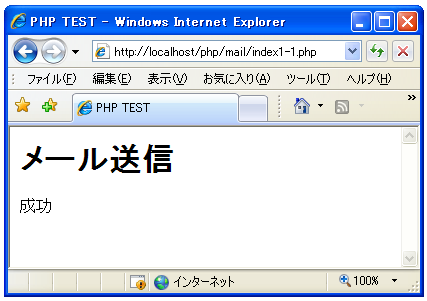 PHP TEST - Windows Internet Explorer
http://localhost/php/mail/index1-1.php
ファイル(F) 編集(E) 表示(V) お気に入り(A) ツール(T) ヘルプ(H)
PHP TEST
メール送信
成功
インターネット 100%